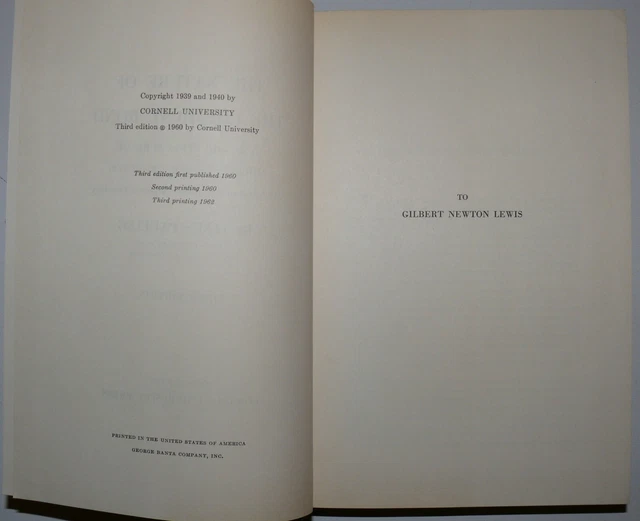 Copyright 1939 and 1940 by
CORNELL UNIVERSITY
Third edition © 1960 by Cornell University
Third edition first published 1960
Second printing 1960
Third printing 1963
PRINTED IN THE UNITED STATES OF AMERICA
GEORGE BANTA COMPANY, INC.
TO
GILBERT NEWTON LEWIS